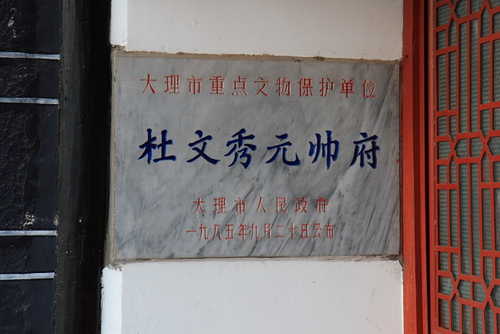 大理市重点文物保护单位
杜文秀元帅府
大理市人民政府
一九八五年九月二十日公布